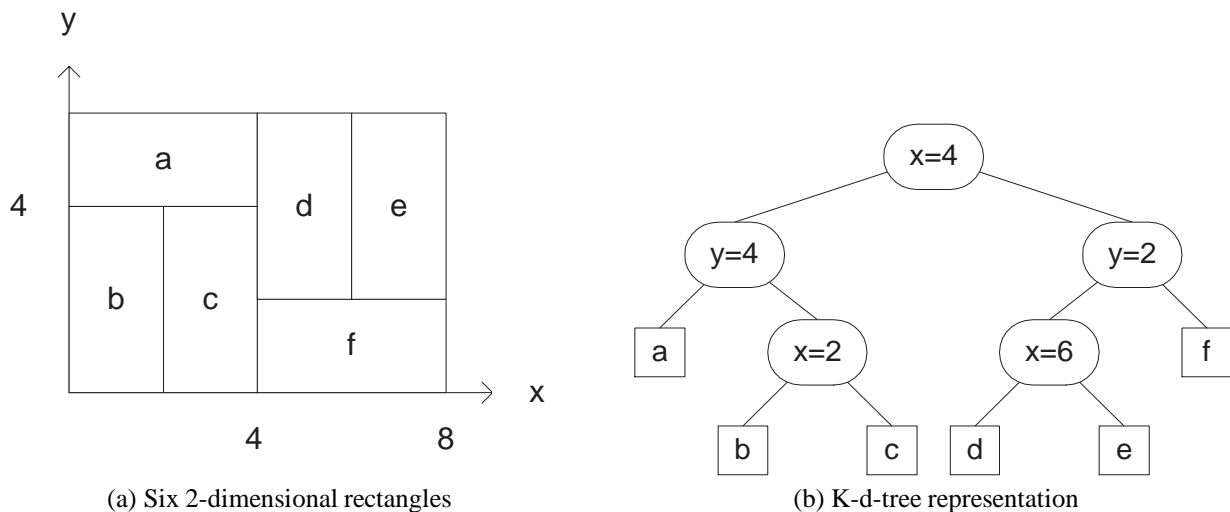 y
a
4
d
e
b
c
f
x
4
8
(a) Six 2-dimensional rectangles
x=4
y=4
y=2
a
x=2
x=6
f
b
c
d
e
(b) K-d-tree representation